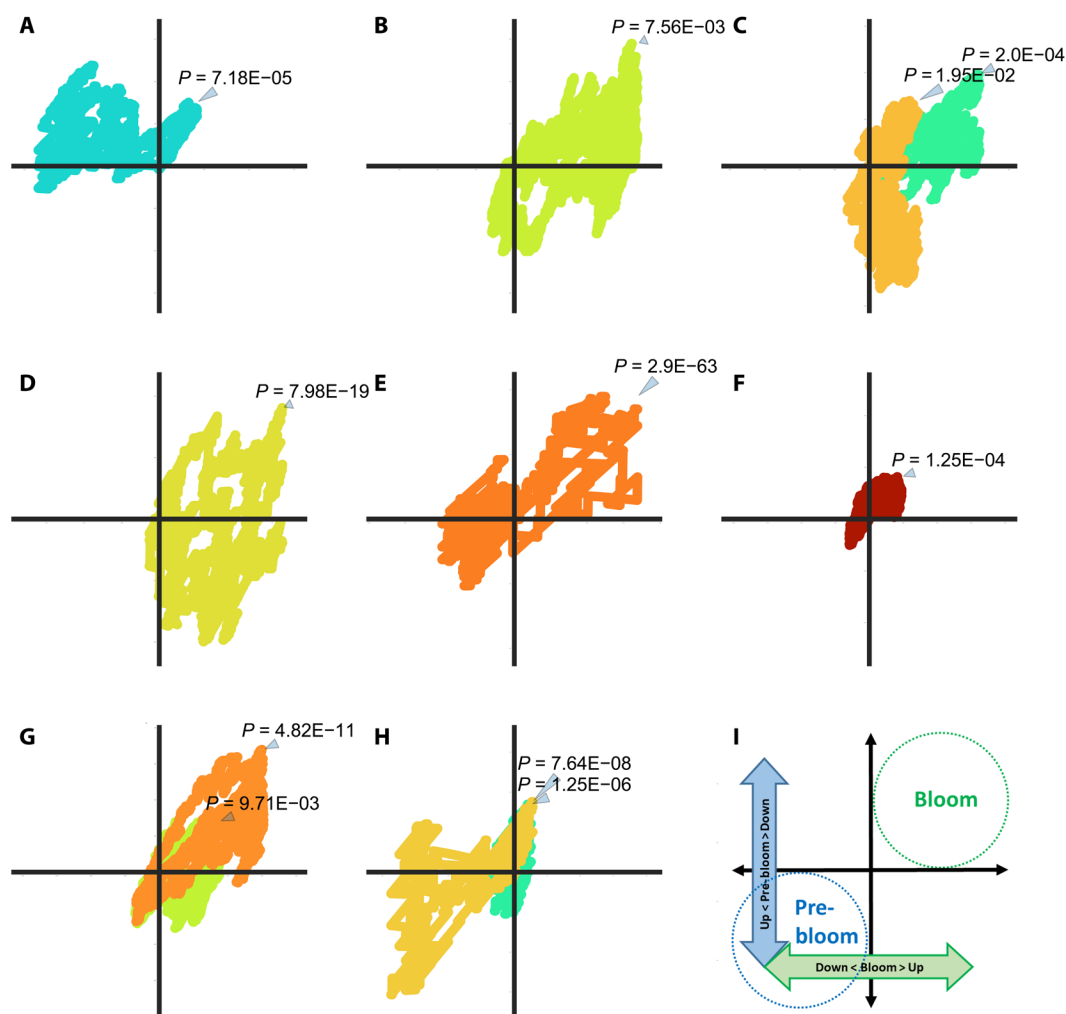 A
P = 7.18E−05
B
P = 7.56E−03
C
P = 2.0E−04
P = 1.95E−02
D
P = 7.98E−19
E
P = 2.9E−63
F
P = 1.25E−04
G
P = 4.82E−11
P = 9.71E−03
H
P = 7.64E−08
P = 1.25E−06
I
Bloom
Up < Pre-bloom > Down
Pre-
bloom
Down < Bloom > Up